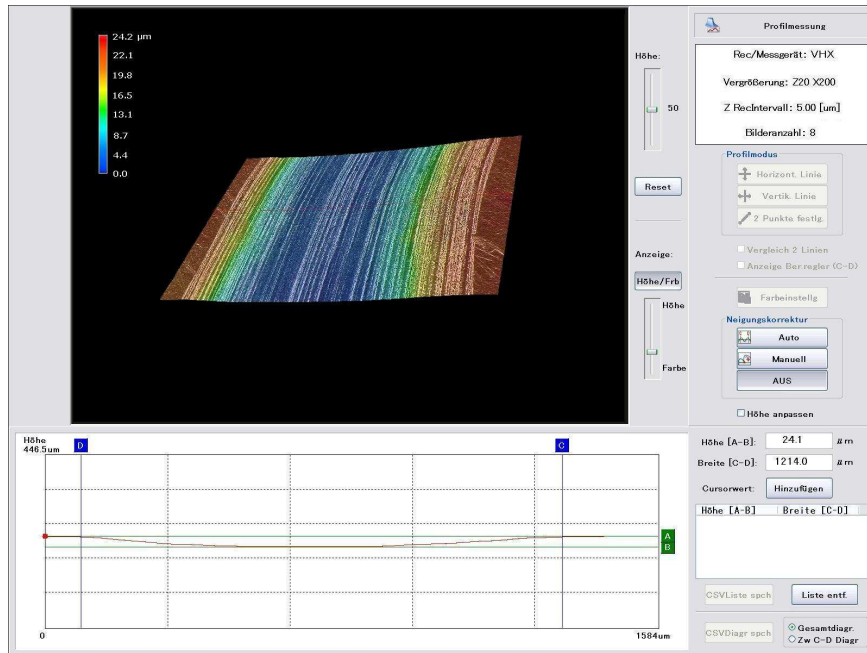 24.2 µm
22.1
19.8
16.5
13.1
8.7
4.4
0.0
Höhe:
50
Reset
Anzeige:
Höhe/Frb
Höhe
Farbe
Profilmessung
Rec/Messgerät: VHX
Vergrößerung: Z20 X200
Z RecIntervall: 5.00 [um]
Bilderanzahl: 8
Profilmodus
Horizont. Linie
Vertik. Linie
2 Punkte festlg.
Vergleich 2 Linien
Anzeige Ber.regler (C-D)
Farbeinstellg
Neigungskorrektur
Auto
Manuell
AUS
Höhe anpassen
Höhe
446.5um
D
C
A
B
0
1584um
Höhe [A-B]: 24.1 µm
Breite [C-D]: 1214.0 µm
Cursorwert: Hinzufügen
Höhe [A-B] Breite [C-D]
CSVListe spch Liste entf.
CSVDiagr spch
Gesamtdiagr.
Zw C-D Diagr